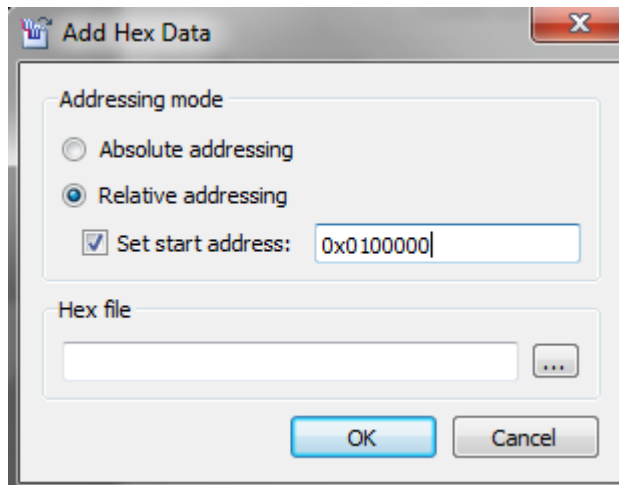 Add Hex Data
Addressing mode
Absolute addressing
Relative addressing
Set start address: 0x0100000
Hex file
...
OK Cancel